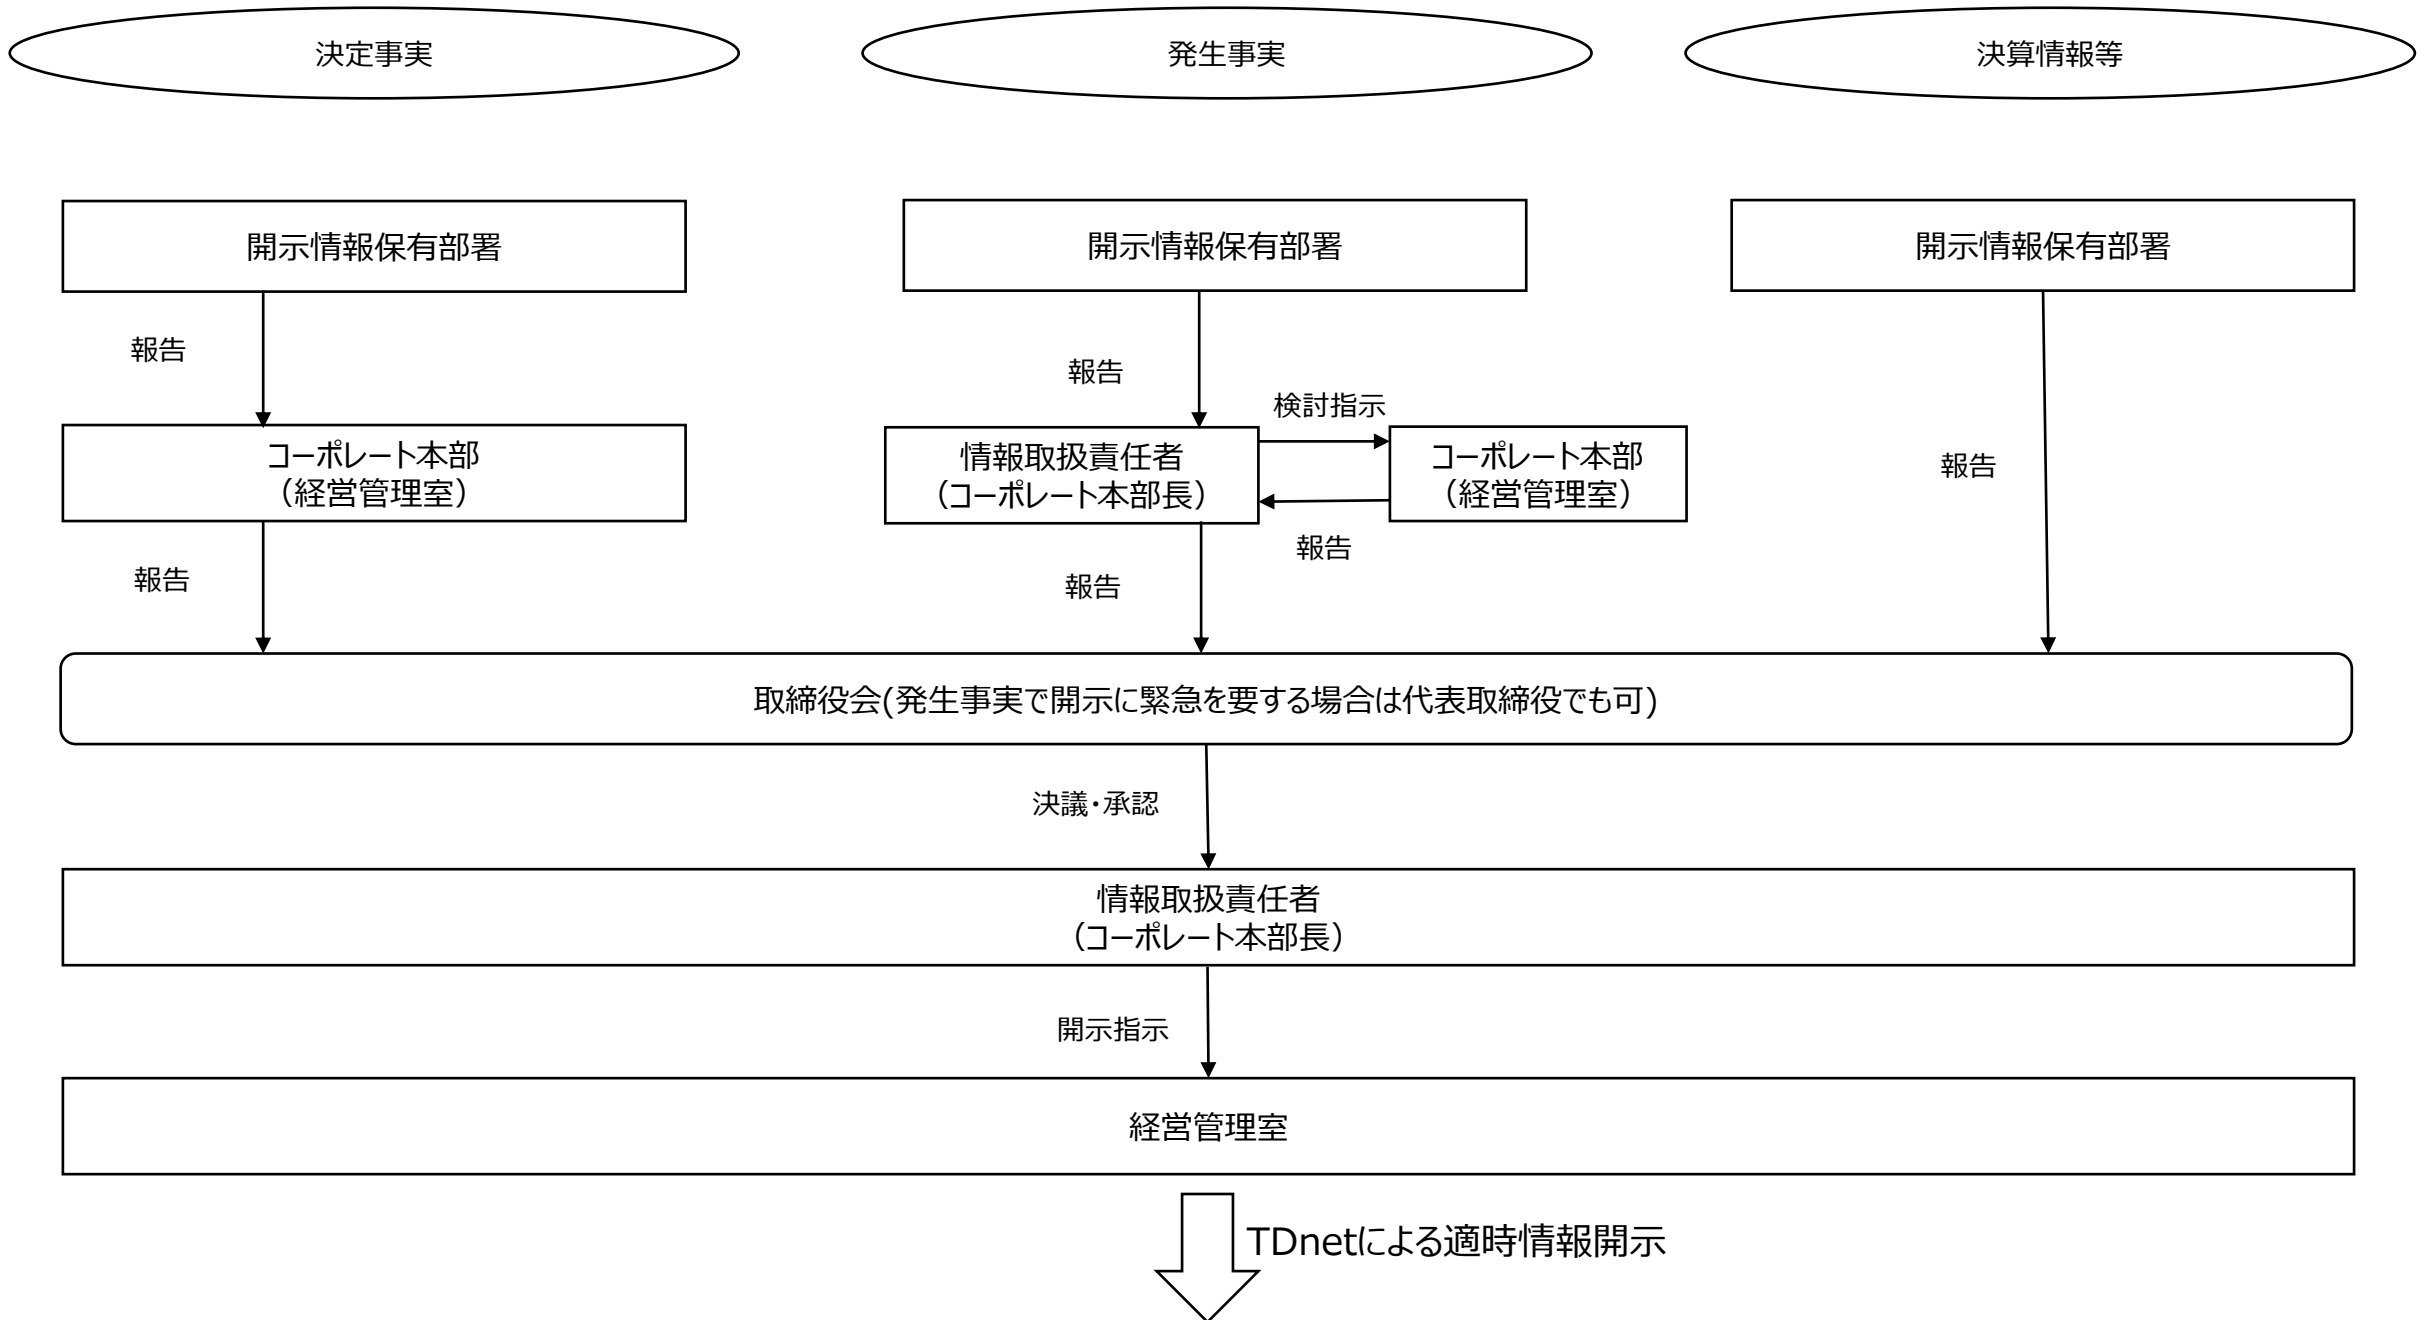 決定事実
発生事実
決算情報等
開示情報保有部署
開示情報保有部署
開示情報保有部署
報告
報告
検討指示
コーポレート本部
（経営管理室）
情報取扱責任者
（コーポレート本部長）
コーポレート本部
（経営管理室）
報告
報告
報告
報告
取締役会(発生事実で開示に緊急を要する場合は代表取締役でも可)
決議・承認
情報取扱責任者
（コーポレート本部長）
開示指示
経営管理室
TDnetによる適時情報開示